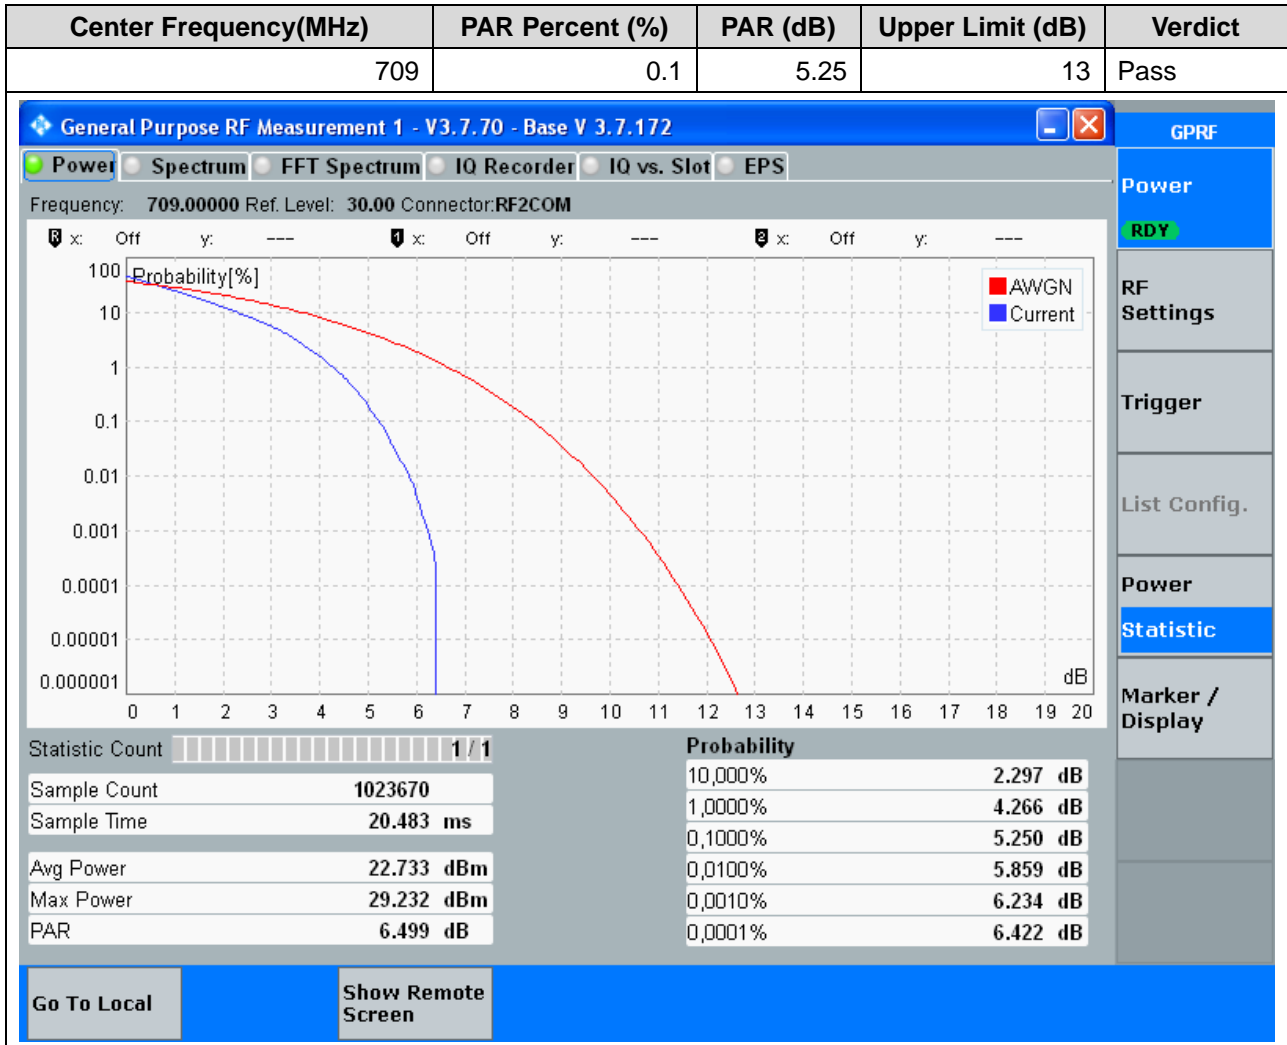 Center Frequency(MHz) PAR Percent (%) PAR (dB) Upper Limit (dB) Verdict
709 0.1 5.25 13 Pass
General Purpose RF Measurement 1 - V3.7.70 - Base V 3.7.172
GPRF
Power Spectrum FFT Spectrum IQ Recorder IQ vs. Slot EPS
Frequency: 709.00000 Ref. Level: 30.00 Connector:RF2COM
R x: Off y: --- 1 x: Off y: --- 2 x: Off y: ---
Probability[%]
AWGN
Current
100
10
1
0.1
0.01
0.001
0.0001
0.00001
0.000001
dB
0 1 2 3 4 5 6 7 8 9 10 11 12 13 14 15 16 17 18 19 20
Statistic Count 1 / 1
Sample Count 1023670
Sample Time 20.483 ms
Avg Power 22.733 dBm
Max Power 29.232 dBm
PAR 6.499 dB
Probability
10,000% 2.297 dB
1,0000% 4.266 dB
0,1000% 5.250 dB
0,0100% 5.859 dB
0,0010% 6.234 dB
0,0001% 6.422 dB
Power
RDY
RF
Settings
Trigger
List Config.
Power
Statistic
Marker /
Display
Go To Local
Show Remote
Screen